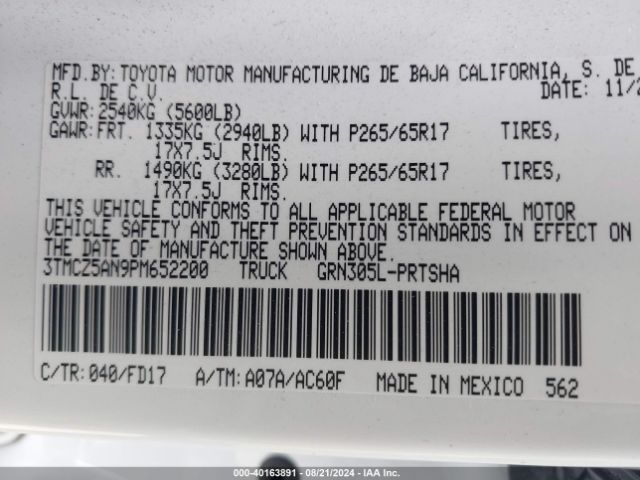 MFD.BY:TOYOTA MOTOR MANUFACTURING DE BAJA CALIFORNIA, S. DE
R.L. DE C.V. DATE: 11/2
GVWR:2540KG (5600LB)
GAWR:FRT. 1335KG (2940LB) WITH P265/65R17 TIRES,
17X7.5J RIMS.
RR. 1490KG (3280LB) WITH P265/65R17 TIRES,
17X7.5J RIMS.
THIS VEHICLE CONFORMS TO ALL APPLICABLE FEDERAL MOTOR
VEHICLE SAFETY AND THEFT PREVENTION STANDARDS IN EFFECT ON
THE DATE OF MANUFACTURE SHOWN ABOVE.
3TMCZ5AN9PM652200 TRUCK GRN305L-PRTSHA
C/TR:040/FD17 A/TM:A07A/AC60F MADE IN MEXICO 562
000-40163891 - 08/21/2024 - IAA Inc.